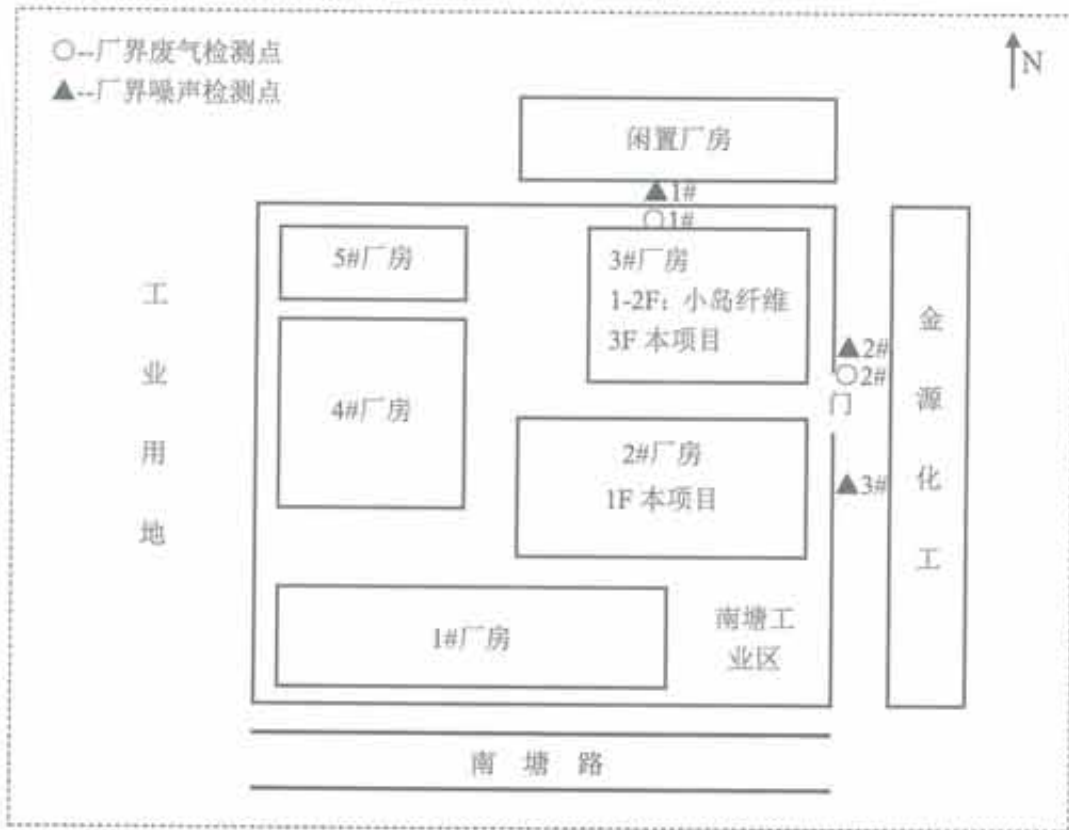 ○--厂界废气检测点
▲--厂界噪声检测点
N
闲置厂房
▲1#
○1#
5#厂房
3#厂房
1-2F：小岛纤维
3F 本项目
工业用地
4#厂房
▲2#
○2#
门
金源化工
2#厂房
1F 本项目
▲3#
1#厂房
南塘工
业区
南塘路